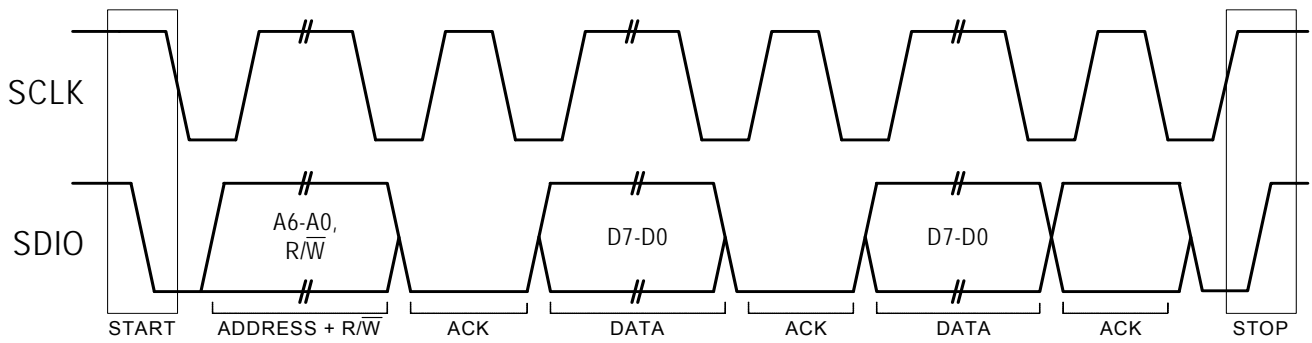 SCLK
SDIO
A6-A0,
R/W̅
D7-D0
D7-D0
START
ADDRESS + R/W̅
ACK
DATA
ACK
DATA
ACK
STOP